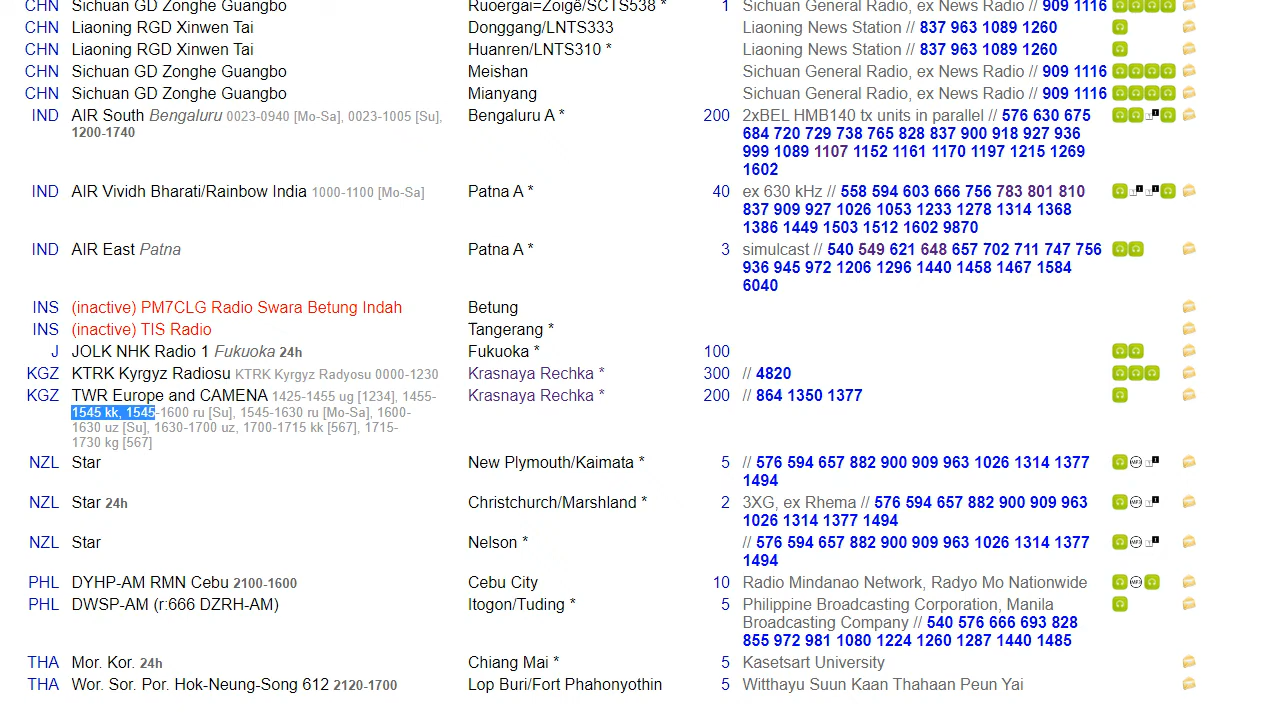 CHN Sichuan GD Zonghe Guangbo Ruoergai=Zoigê/SCTS538 * 1 Sichuan General Radio, ex News Radio // 909 1116
CHN Liaoning RGD Xinwen Tai Donggang/LNTS333 Liaoning News Station // 837 963 1089 1260
CHN Liaoning RGD Xinwen Tai Huanren/LNTS310 * Liaoning News Station // 837 963 1089 1260
CHN Sichuan GD Zonghe Guangbo Meishan Sichuan General Radio, ex News Radio // 909 1116
CHN Sichuan GD Zonghe Guangbo Mianyang Sichuan General Radio, ex News Radio // 909 1116
IND AIR South Bengaluru 0023-0940 [Mo-Sa], 0023-1005 [Su], Bengaluru A * 200 2xBEL HMB140 tx units in parallel // 576 630 675
1200-1740 684 720 729 738 765 828 837 900 918 927 936
999 1089 1107 1152 1161 1170 1197 1215 1269
1602
IND AIR Vividh Bharati/Rainbow India 1000-1100 [Mo-Sa] Patna A * 40 ex 630 kHz // 558 594 603 666 756 783 801 810
837 909 927 1026 1053 1233 1278 1314 1368
1386 1449 1503 1512 1602 9870
IND AIR East Patna Patna A * 3 simulcast // 540 549 621 648 657 702 711 747 756
936 945 972 1206 1296 1440 1458 1467 1584
6040
INS (inactive) PM7CLG Radio Swara Betung Indah Betung
INS (inactive) TIS Radio Tangerang *
J JOLK NHK Radio 1 Fukuoka 24h Fukuoka * 100
KGZ KTRK Kyrgyz Radiosu KTRK Kyrgyz Radyosu 0000-1230 Krasnaya Rechka * 300 // 4820
KGZ TWR Europe and CAMENA 1425-1455 ug [1234], 1455- Krasnaya Rechka * 200 // 864 1350 1377
1545 kk, 1545-1600 ru [Su], 1545-1630 ru [Mo-Sa], 1600-
1630 uz [Su], 1630-1700 uz, 1700-1715 kk [567], 1715-
1730 kg [567]
NZL Star New Plymouth/Kaimata * 5 // 576 594 657 882 900 909 963 1026 1314 1377
1494
NZL Star 24h Christchurch/Marshland * 2 3XG, ex Rhema // 576 594 657 882 900 909 963
1026 1314 1377 1494
NZL Star Nelson * // 576 594 657 882 900 909 963 1026 1314 1377
1494
PHL DYHP-AM RMN Cebu 2100-1600 Cebu City 10 Radio Mindanao Network, Radyo Mo Nationwide
PHL DWSP-AM (r:666 DZRH-AM) Itogon/Tuding * 5 Philippine Broadcasting Corporation, Manila
Broadcasting Company // 540 576 666 693 828
855 972 981 1080 1224 1260 1287 1440 1485
THA Mor. Kor. 24h Chiang Mai * 5 Kasetsart University
THA Wor. Sor. Por. Hok-Neung-Song 612 2120-1700 Lop Buri/Fort Phahonyothin 5 Witthayu Suun Kaan Thahaan Peun Yai